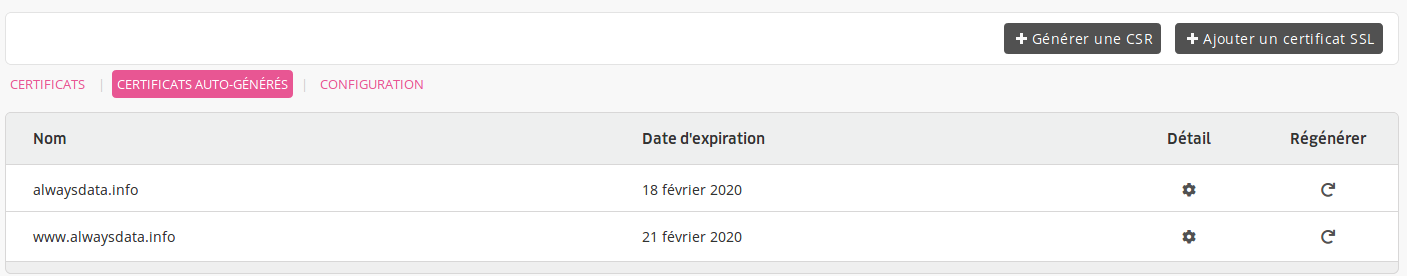 Générer une CSR Ajouter un certificat SSL
CERTIFICATS | CERTIFICATS AUTO-GÉNÉRÉS | CONFIGURATION
Nom Date d'expiration Détail Régénérer
alwaysdata.info 18 février 2020
www.alwaysdata.info 21 février 2020